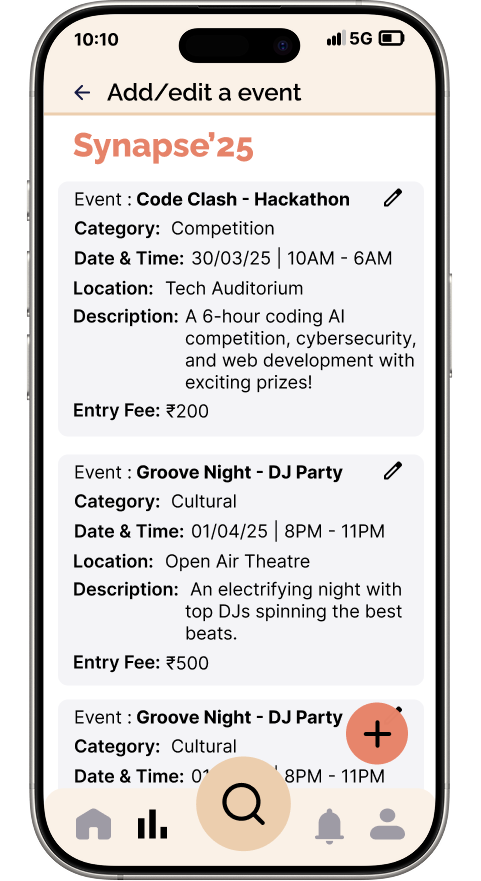 10:10 5G
Add/edit a event
Synapse’25
Event : Code Clash - Hackathon
Category: Competition
Date & Time: 30/03/25 | 10AM - 6AM
Location: Tech Auditorium
Description: A 6-hour coding AI
competition, cybersecurity,
and web development with
exciting prizes!
Entry Fee: ₹200
Event : Groove Night - DJ Party
Category: Cultural
Date & Time: 01/04/25 | 8PM - 11PM
Location: Open Air Theatre
Description: An electrifying night with
top DJs spinning the best
beats.
Entry Fee: ₹500
Event : Groove Night - DJ Party
Category: Cultural
Date & Time: 8PM - 11PM